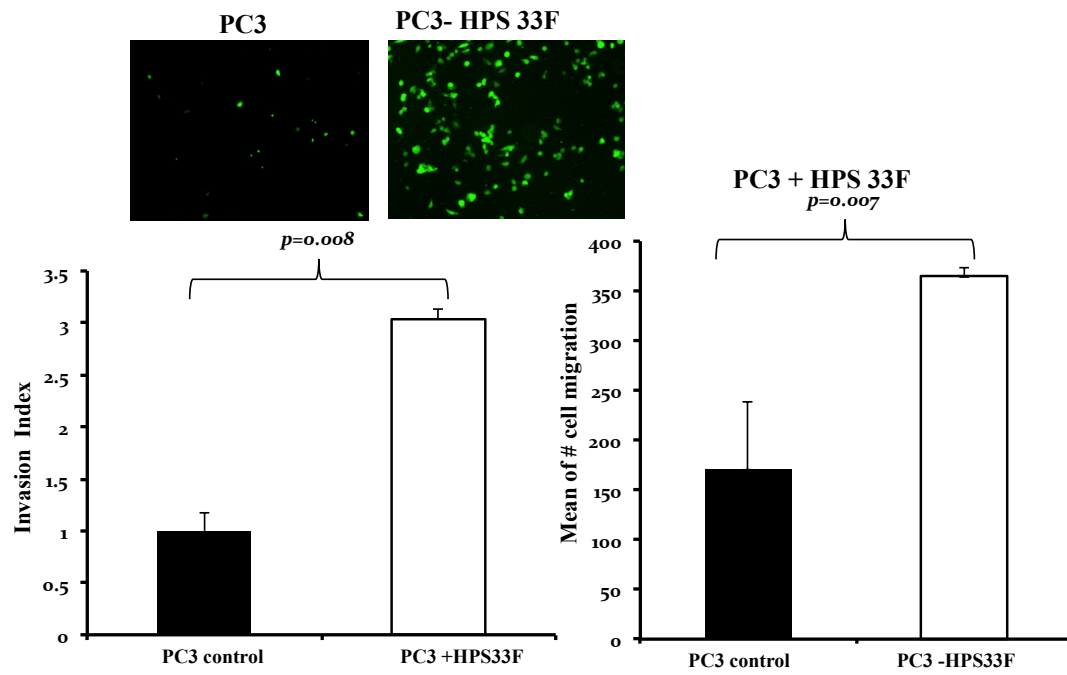 PC3
PC3- HPS 33F
p=0.008
3.5
3
2.5
2
1.5
1
0.5
0
Invasion Index
PC3 control
PC3 +HPS33F
PC3 + HPS 33F
p=0.007
400
350
300
250
200
150
100
50
0
Mean of # cell migration
PC3 control
PC3 -HPS33F